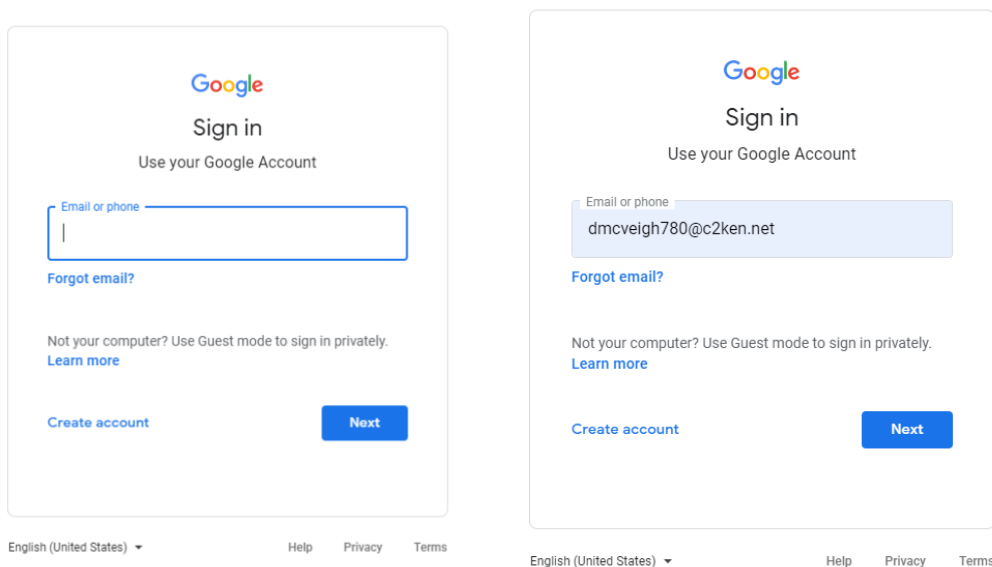 Google
Sign in
Use your Google Account
Email or phone
Forgot email?
Not your computer? Use Guest mode to sign in privately.
Learn more
Create account
Next
English (United States)
Help
Privacy
Terms
Google
Sign in
Use your Google Account
Email or phone
dmcveigh780@c2ken.net
Forgot email?
Not your computer? Use Guest mode to sign in privately.
Learn more
Create account
Next
English (United States)
Help
Privacy
Terms